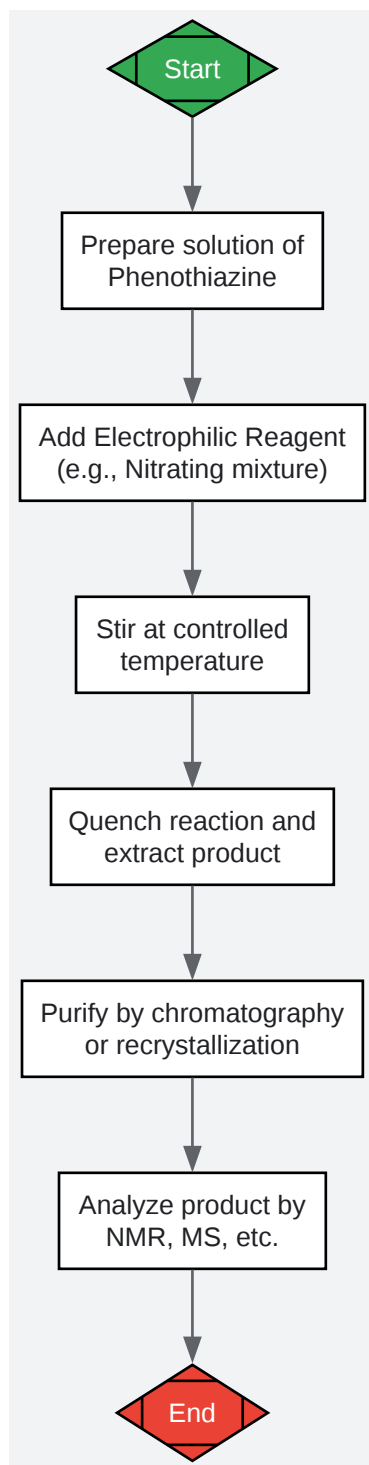 Start
Prepare solution of
Phenothiazine
Add Electrophilic Reagent
(e.g., Nitrating mixture)
Stir at controlled
temperature
Quench reaction and
extract product
Purify by chromatography
or recrystallization
Analyze product by
NMR, MS, etc.
End